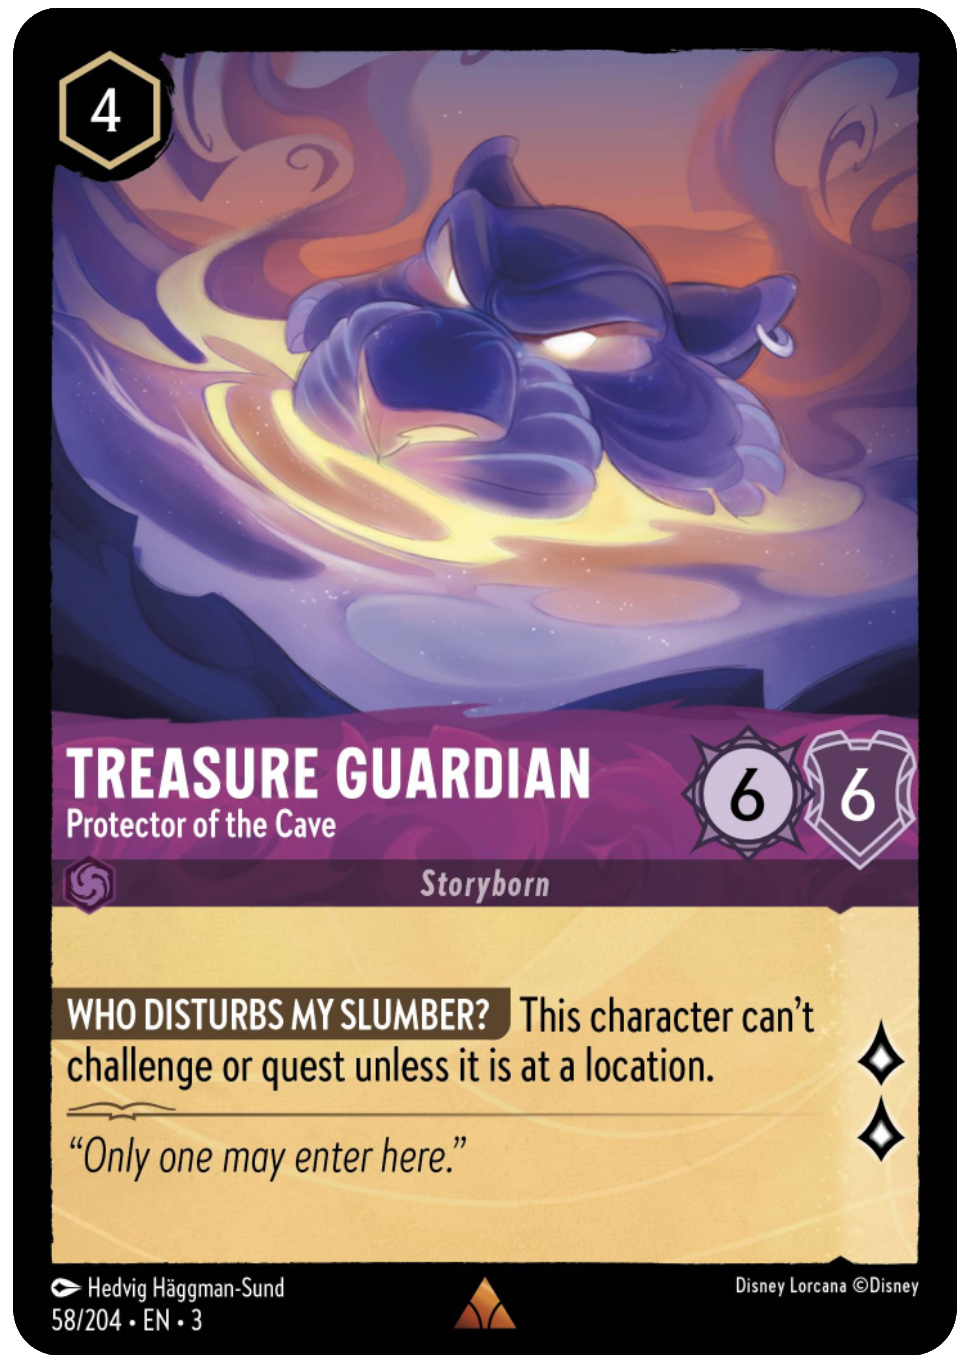 4
TREASURE GUARDIAN
Protector of the Cave
6
6
Storyborn
WHO DISTURBS MY SLUMBER? This character can't
challenge or quest unless it is at a location.
“Only one may enter here.”
Hedvig Häggman-Sund
Disney Lorcana ©Disney
58/204 • EN • 3